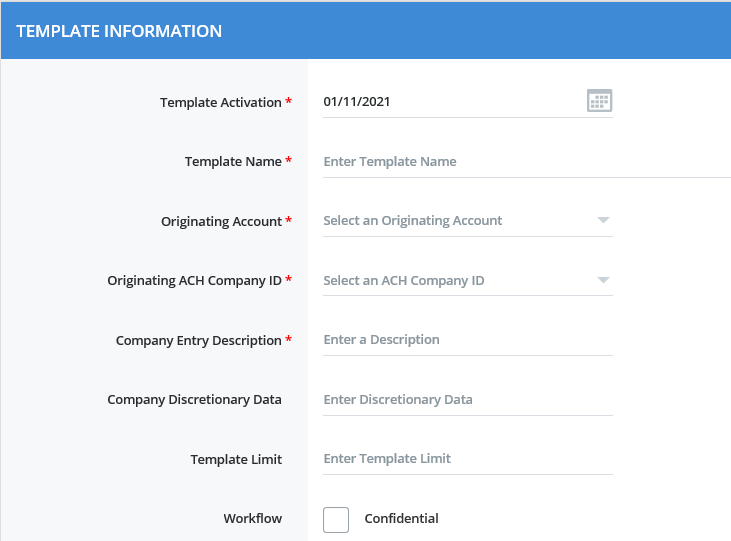 TEMPLATE INFORMATION
Template Activation * 01/11/2021
Template Name * Enter Template Name
Originating Account * Select an Originating Account
Originating ACH Company ID * Select an ACH Company ID
Company Entry Description * Enter a Description
Company Discretionary Data Enter Discretionary Data
Template Limit Enter Template Limit
Workflow Confidential